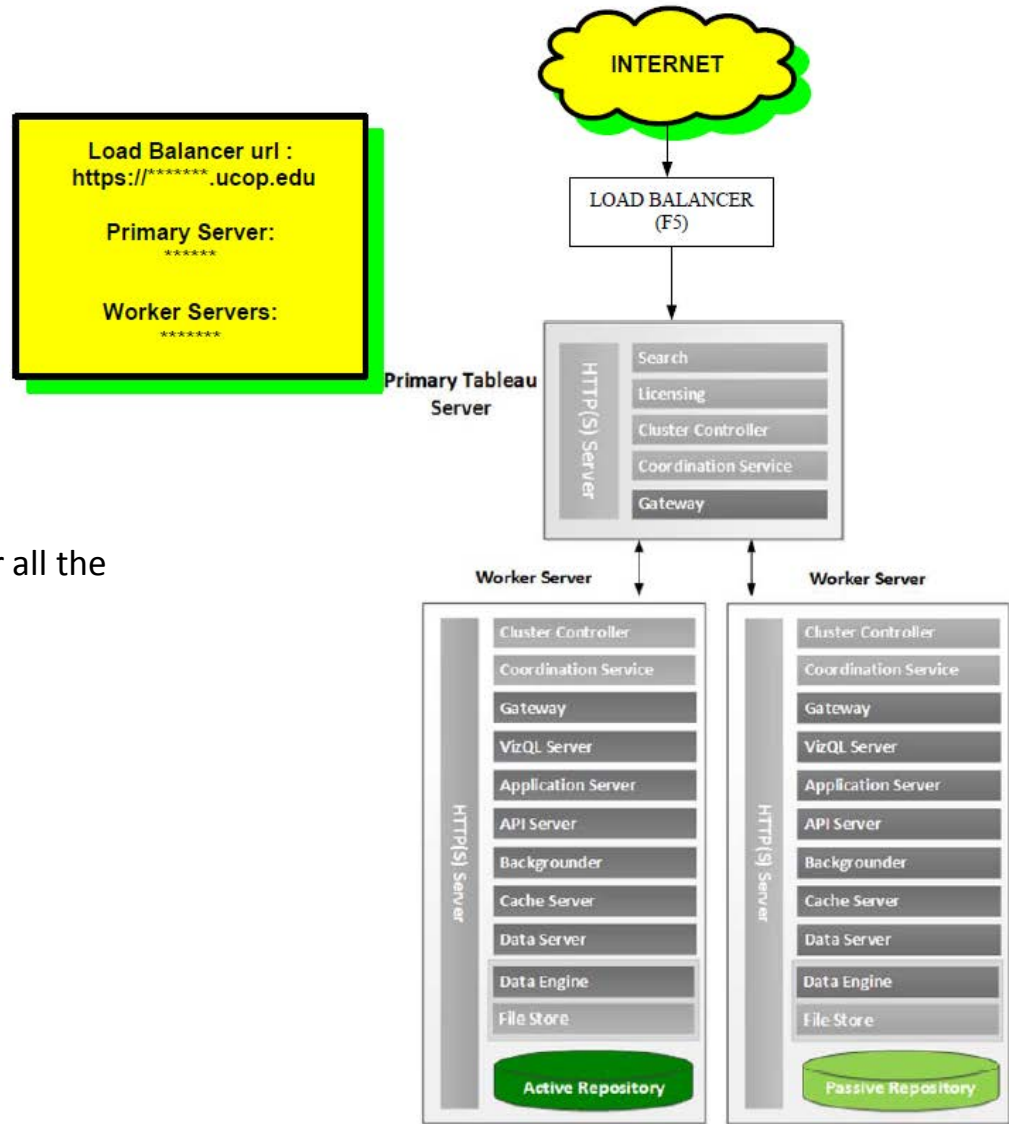 INTERNET
LOAD BALANCER
(F5)
Load Balancer url :
https://*******.ucop.edu
Primary Server:
******
Worker Servers:
*******
Primary Tableau
Server
HTTP(S) Server
Search
Licensing
Cluster Controller
Coordination Service
Gateway
r all the
Worker Server
HTTP(S) Server
Cluster Controller
Coordination Service
Gateway
VizQL Server
Application Server
API Server
Backgrounder
Cache Server
Data Server
Data Engine
File Store
Active Repository
Worker Server
HTTP(S) Server
Cluster Controller
Coordination Service
Gateway
VizQL Server
Application Server
API Server
Backgrounder
Cache Server
Data Server
Data Engine
File Store
Passive Repository